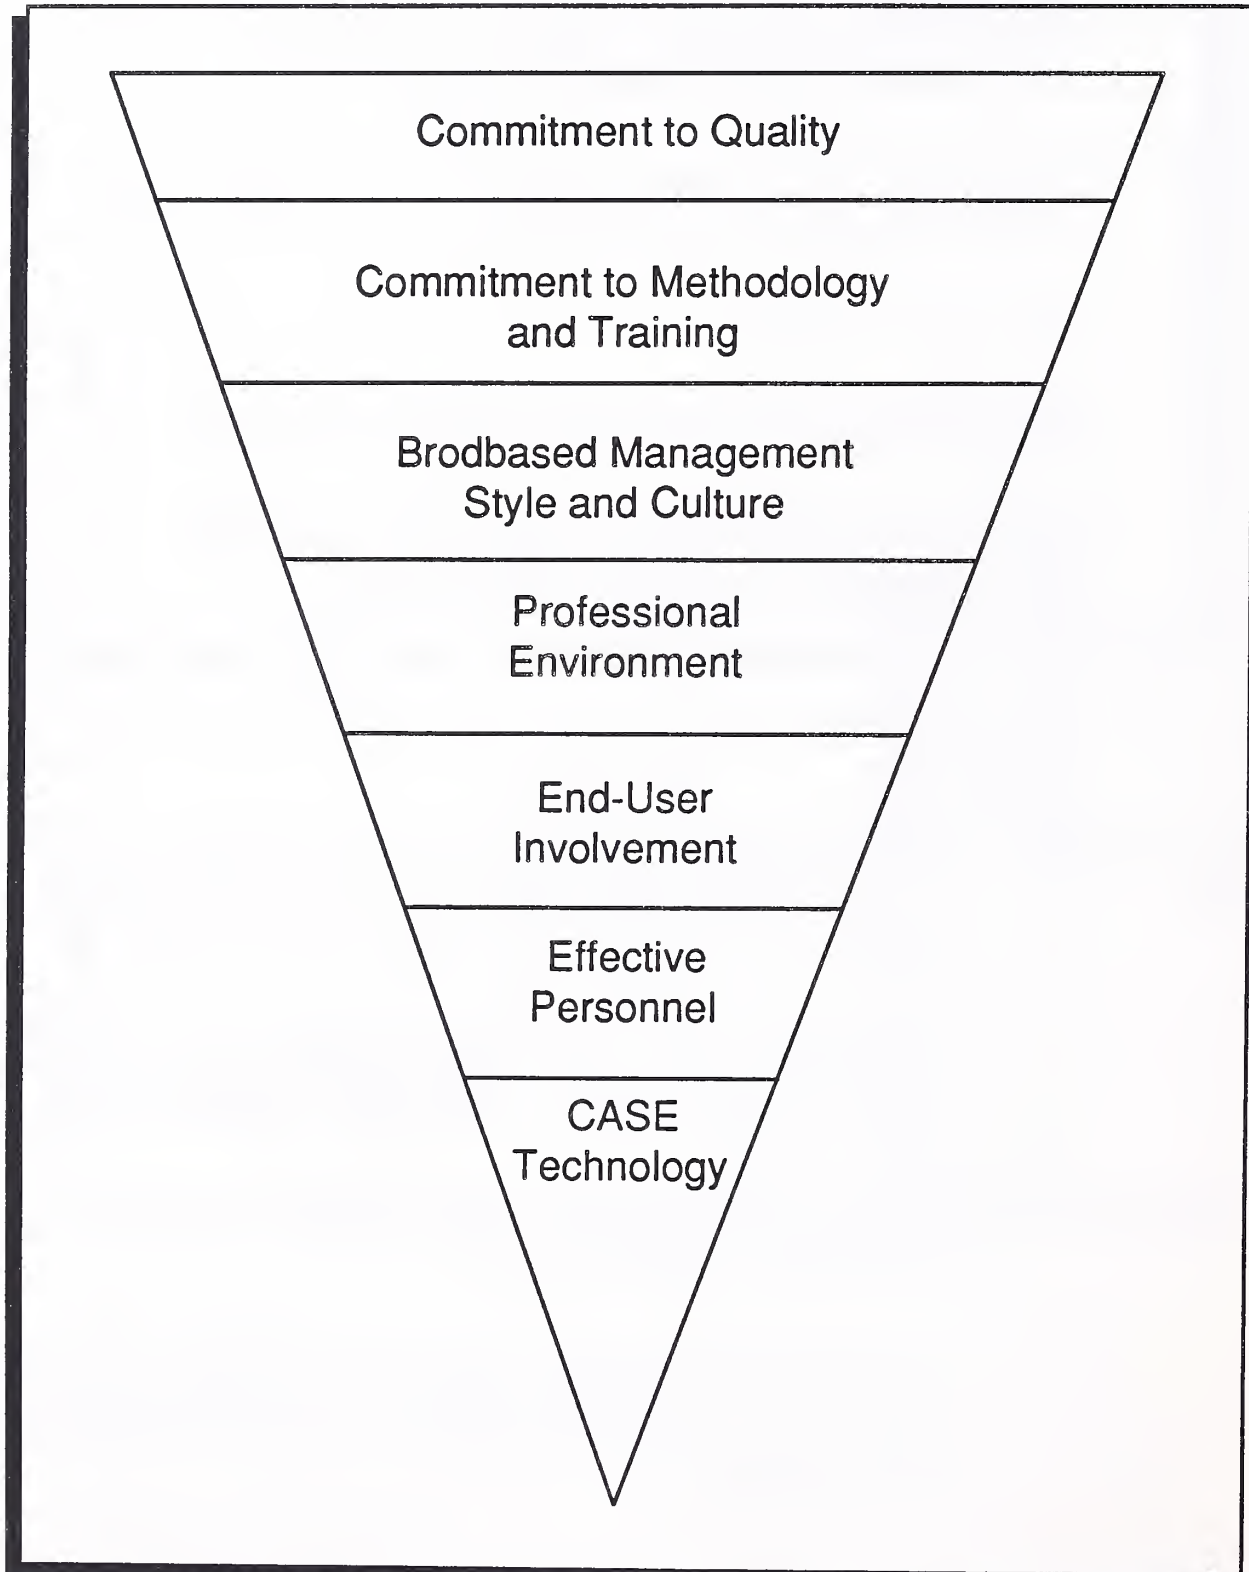 Commitment to Quality
Commitment to Methodology
and Training
Brodbased Management
Style and Culture
Professional
Environment
End-User
Involvement
Effective
Personnel
CASE
Technology